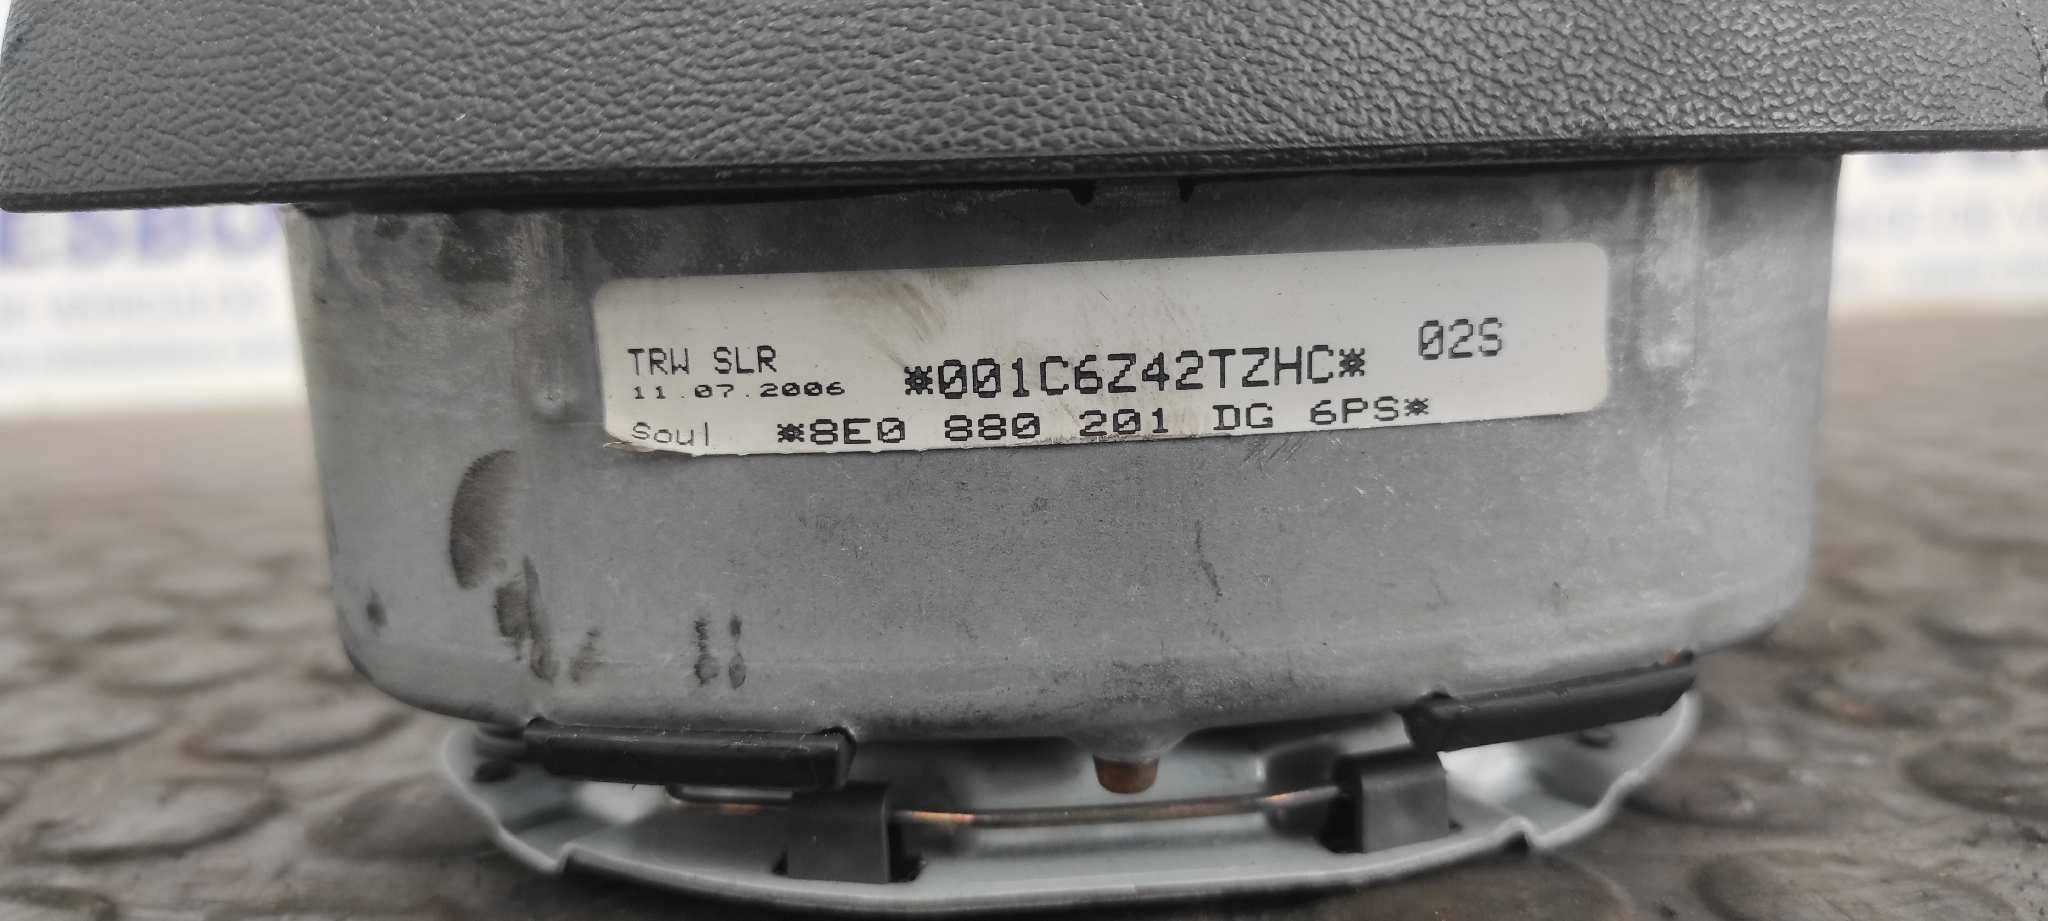 TRW SLR
11.07.2006 *001C6Z42TZHC* 02S
Soul *8E0 880 201 DG 6PS*